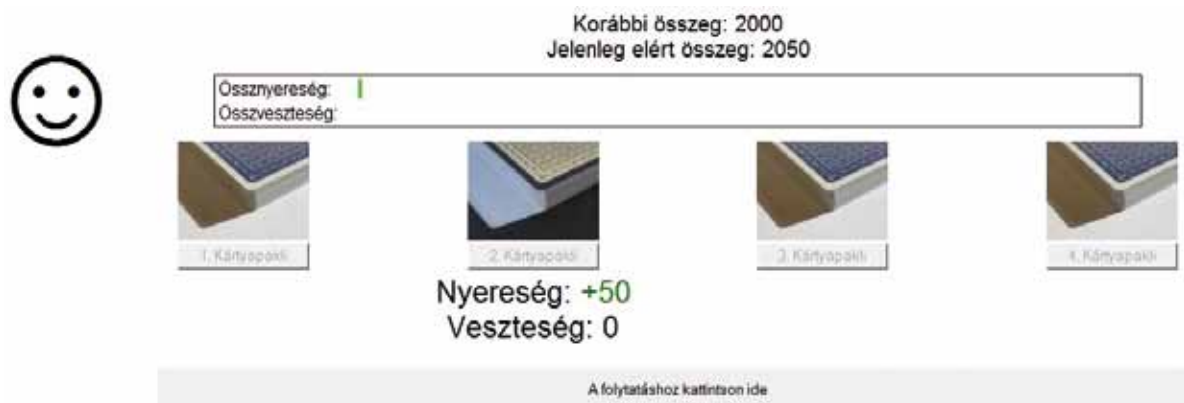 Korábbi összeg: 2000
Jelenleg elért összeg: 2050
Össznyereség:
Összveszteség:
1. Kártyapakli
2. Kártyapakli
3. Kártyapakli
4. Kártyapakli
Nyereség: +50
Veszteség: 0
A folytatáshoz kattintson ide